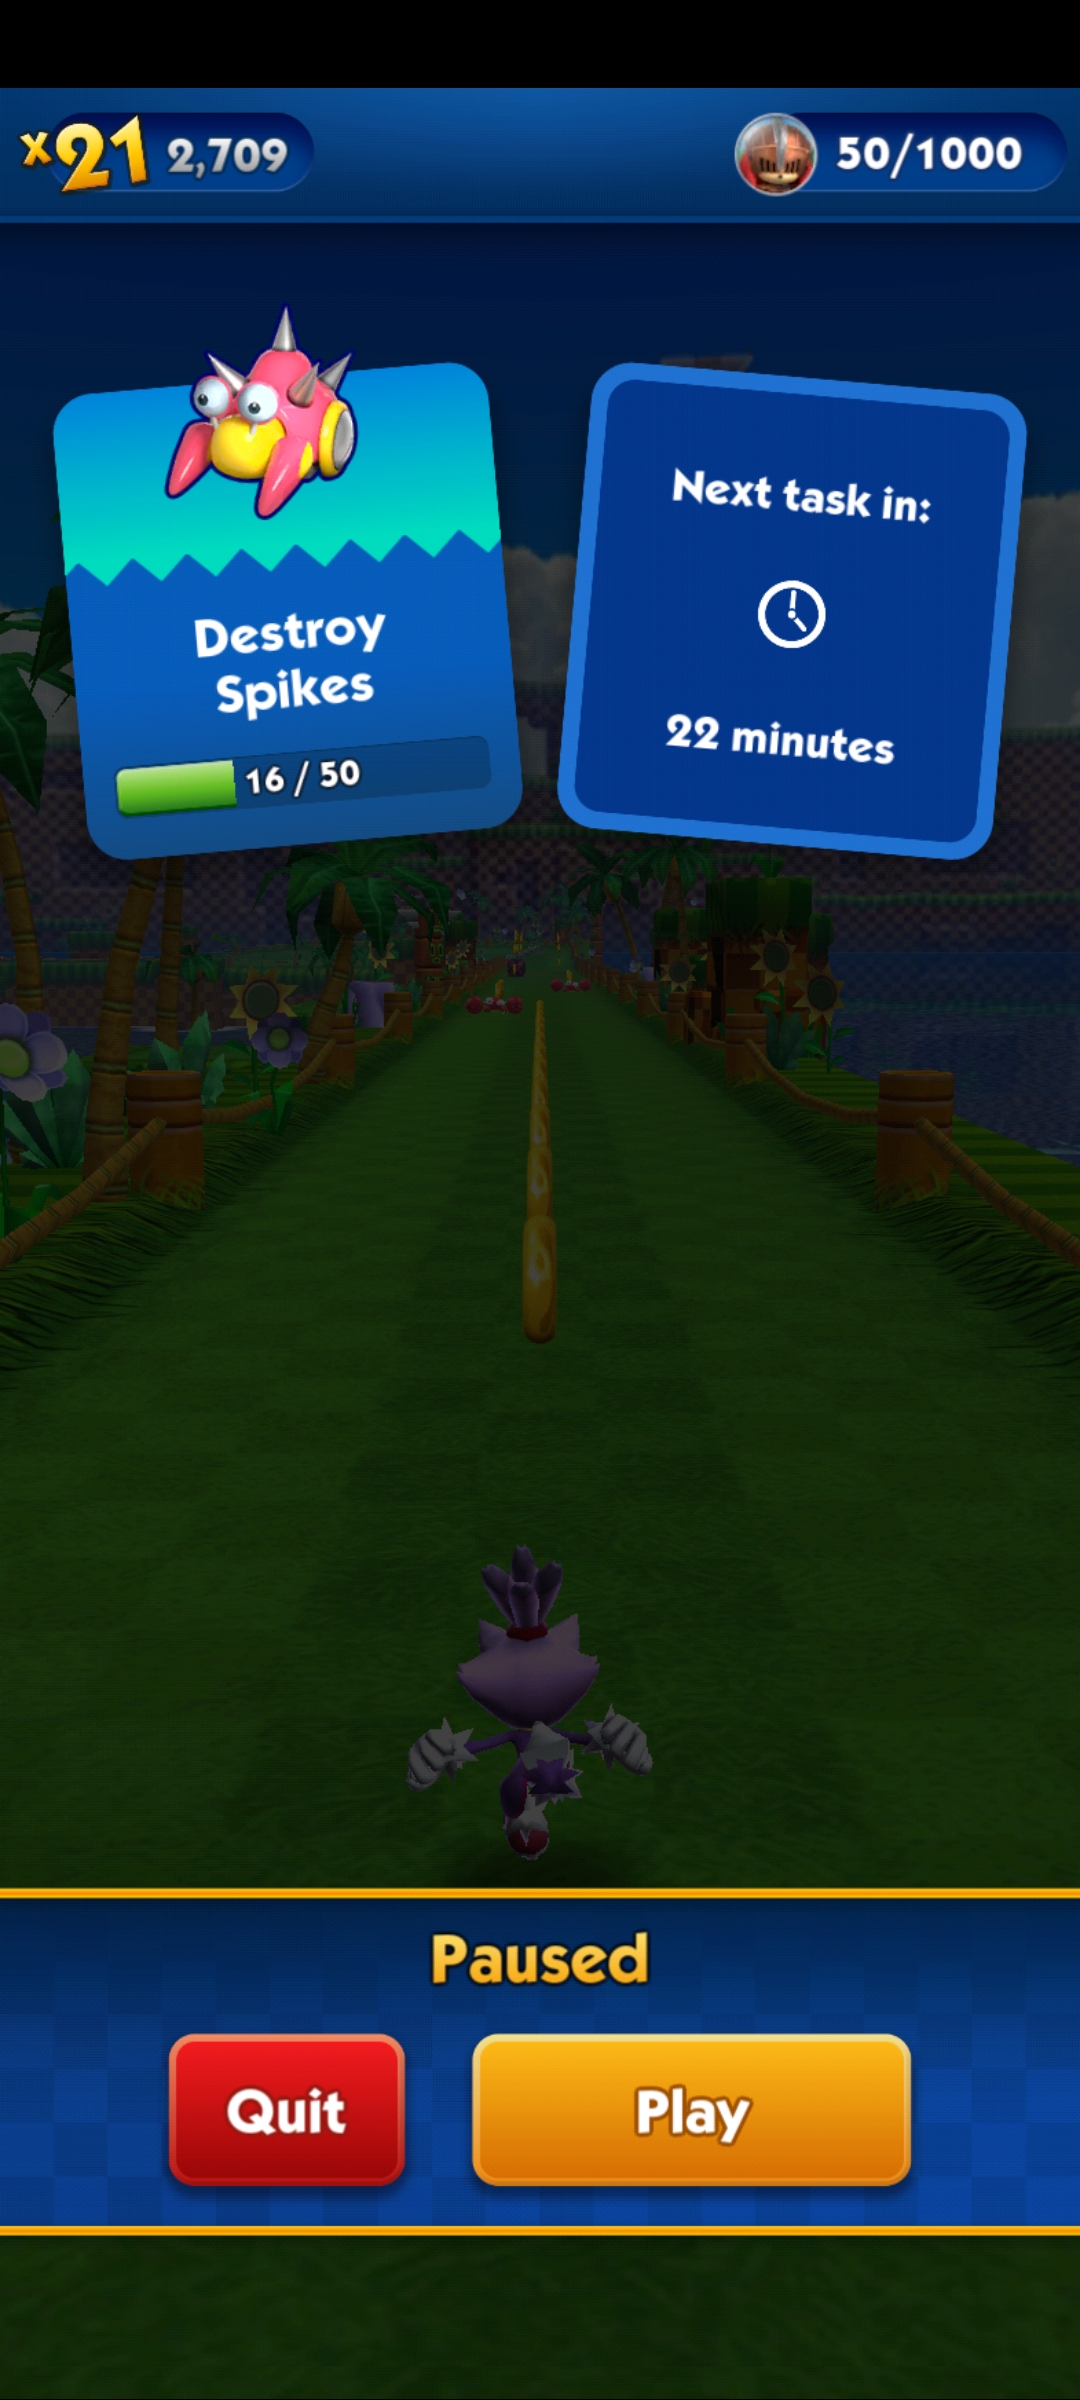 x21 2,709
50/1000
Destroy
Spikes
16 / 50
Next task in:
22 minutes
Paused
Quit
Play